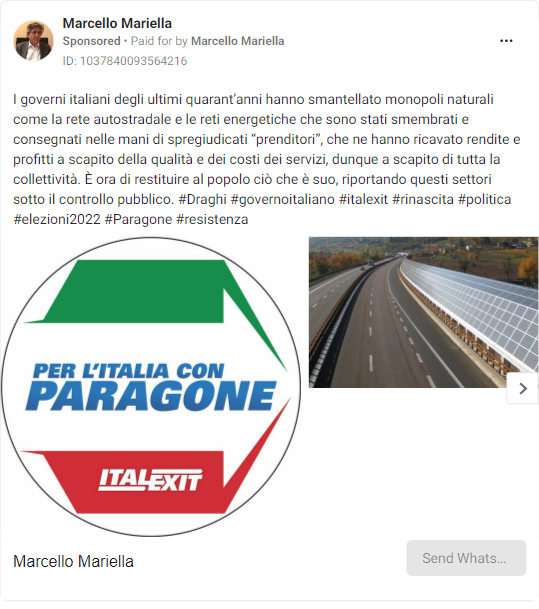 Marcello Mariella
Sponsored • Paid for by Marcello Mariella
ID: 1037840093564216
I governi italiani degli ultimi quarant’anni hanno smantellato monopoli naturali
come la rete autostradale e le reti energetiche che sono stati smembrati e
consegnati nelle mani di spregiudicati “prenditori”, che ne hanno ricavato rendite e
profitti a scapito della qualità e dei costi dei servizi, dunque a scapito di tutta la
collettività. È ora di restituire al popolo ciò che è suo, riportando questi settori
sotto il controllo pubblico. #Draghi #governoitaliano #italexit #rinascita #politica
#elezioni2022 #Paragone #resistenza
PER L’ITALIA CON
PARAGONE
ITALEXIT
Marcello Mariella
Send Whats...